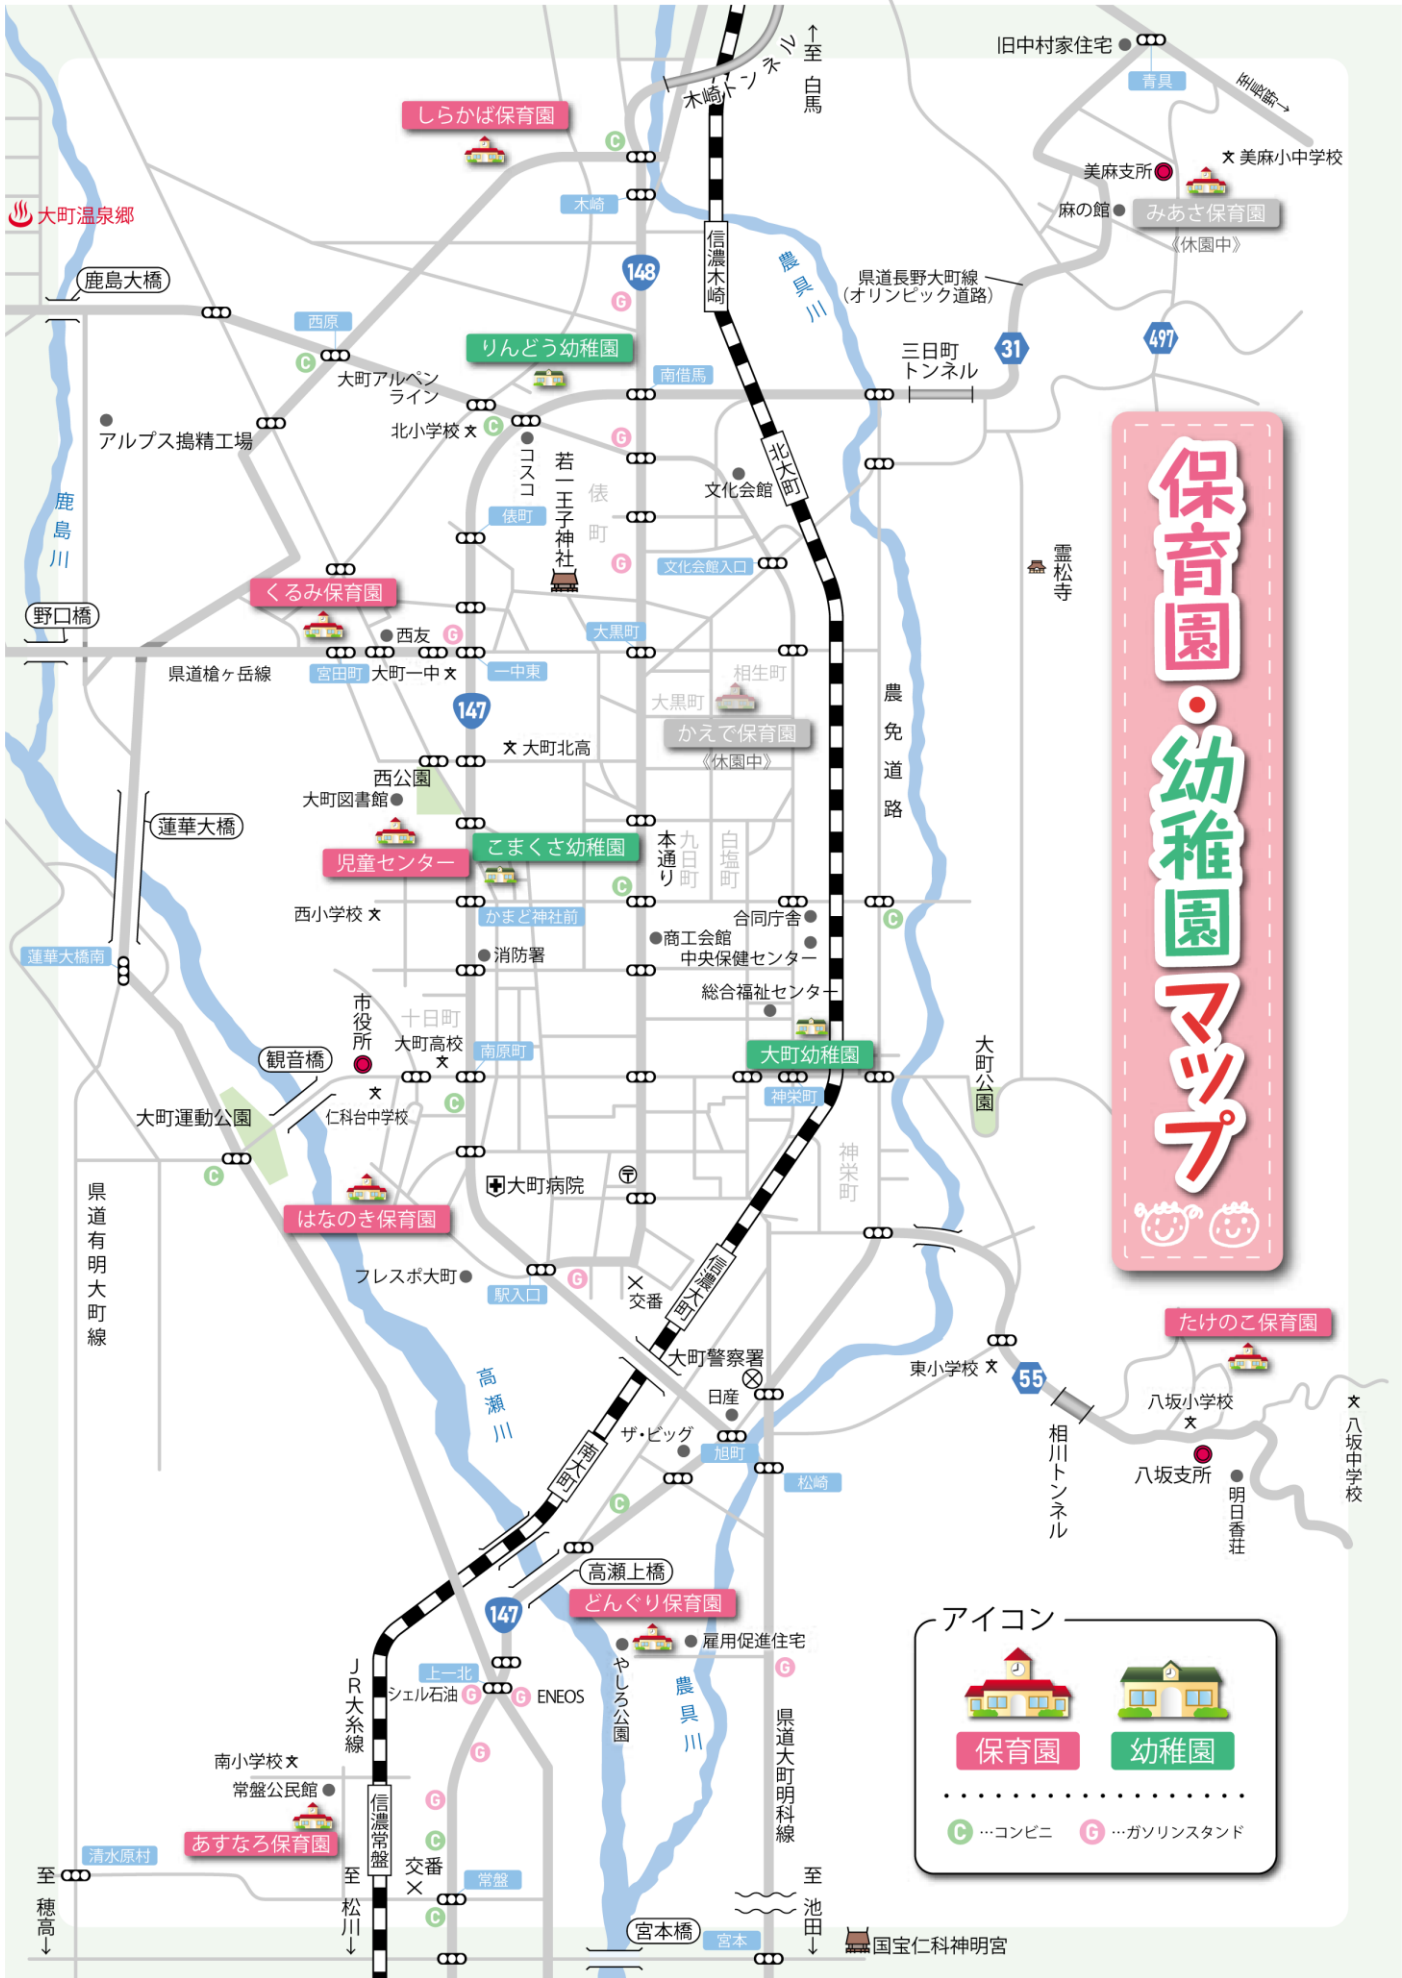 保育園・幼稚園マップ
↑至 白馬
木崎トンネル
旧中村家住宅
青具
至長野→
しらかば保育園
C
木崎
美麻支所
美麻小中学校
麻の館
みあさ保育園
《休園中》
大町温泉郷
鹿島大橋
信濃木崎
148
G
農具川
県道長野大町線
(オリンピック道路)
西原
C
りんどう幼稚園
大町アルペン
ライン
南借馬
三日町
トンネル
31
497
アルプス搗精工場
北小学校
C
コスコ
若一王子神社
俵町
G
文化会館
北大町
鹿島川
俵町
G
文化会館入口
霊松寺
くるみ保育園
野口橋
西友
G
大黒町
県道槍ヶ岳線
宮田町
大町一中
一中東
147
相生町
大黒町
かえで保育園
《休園中》
農免道路
大町北高
西公園
大町図書館
蓮華大橋
児童センター
こまくさ幼稚園
本通り
九日町
白塩町
C
西小学校
かまど神社前
合同庁舎
C
商工会館
中央保健センター
消防署
蓮華大橋南
総合福祉センター
市役所
十日町
大町高校
南原町
大町幼稚園
神栄町
大町公園
観音橋
仁科台中学校
C
大町運動公園
C
神栄町
県道有明大町線
大町病院
〒
はなのき保育園
フレスポ大町
駅入口
G
交番
信濃大町
たけのこ保育園
大町警察署
日産
東小学校
55
八坂小学校
八坂中学校
高瀬川
ザ・ビッグ
旭町
松崎
相川トンネル
八坂支所
明日香荘
南大町
C
高瀬上橋
147
どんぐり保育園
雇用促進住宅
やしろ公園
G
JR大糸線
上一北
シェル石油
G
G
ENEOS
農具川
県道大町明科線
G
南小学校
常盤公民館
G
あすなろ保育園
信濃常盤
C
清水原村
交番
常盤
C
至 穂高→
至 松川→
至 池田→
宮本橋
宮本
国宝仁科神明宮
アイコン
保育園
幼稚園
C…コンビニ
G…ガソリンスタンド